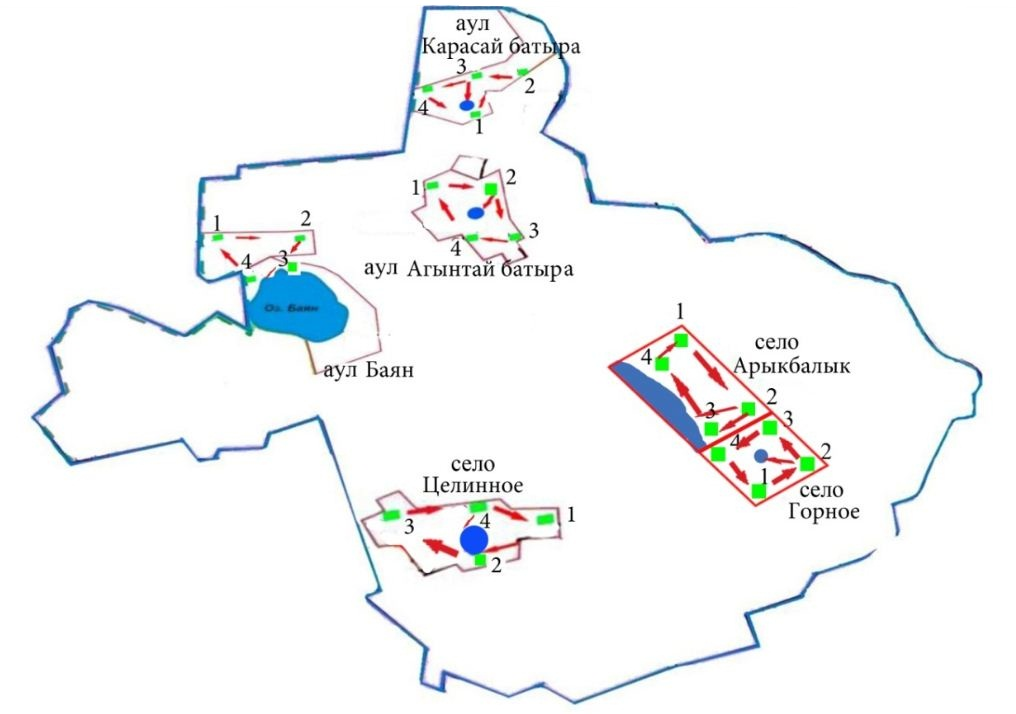 аул
Карасай батыра
3
2
4
1
1
2
3
4
аул Агынтай батыра
1
2
4
3
Оз. Баян
аул Баян
1
село
Арыкбалык
4
2
3
3
4
2
1
село
Горное
село
Целинное
3
4
1
2